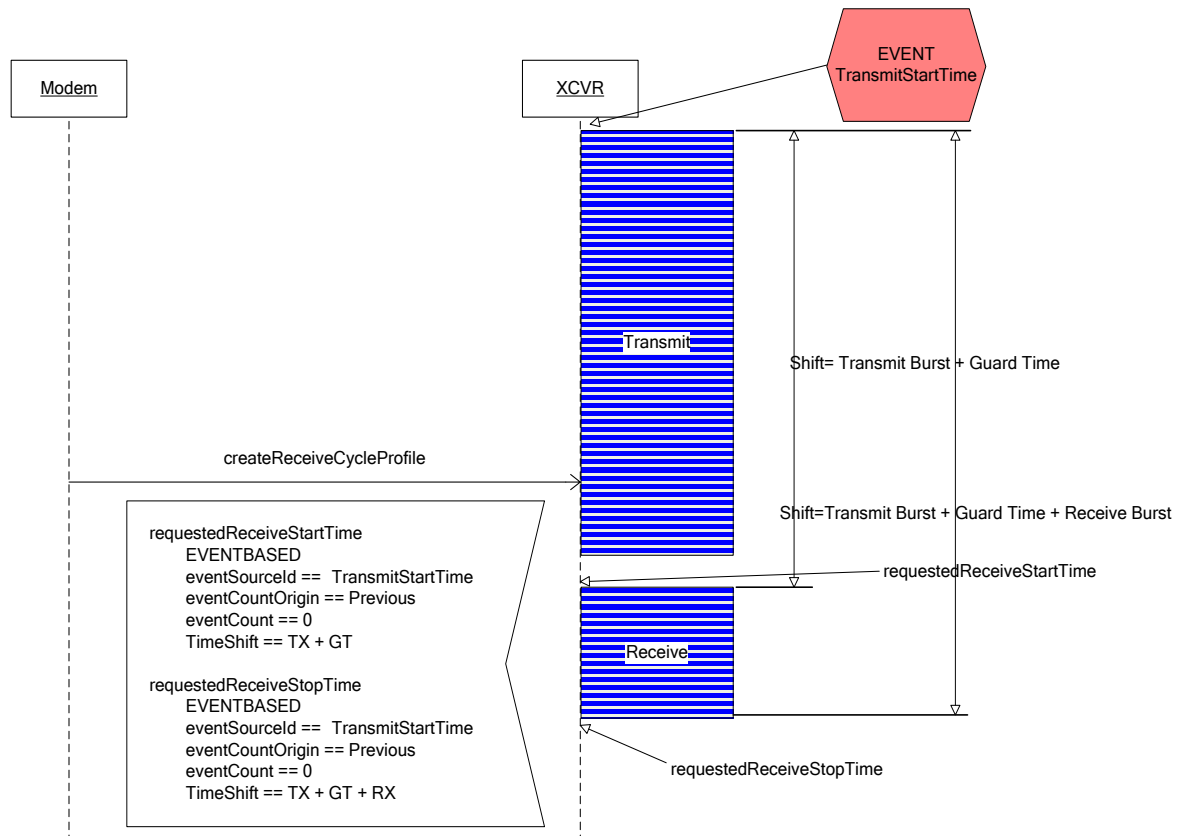 EVENT
TransmitStartTime
Modem
XCVR
Transmit
Shift= Transmit Burst + Guard Time
createReceiveCycleProfile
Shift=Transmit Burst + Guard Time + Receive Burst
requestedReceiveStartTime
EVENTBASED
eventSourceId == TransmitStartTime
eventCountOrigin == Previous
eventCount == 0
TimeShift == TX + GT
requestedReceiveStopTime
EVENTBASED
eventSourceId == TransmitStartTime
eventCountOrigin == Previous
eventCount == 0
TimeShift == TX + GT + RX
requestedReceiveStartTime
Receive
requestedReceiveStopTime